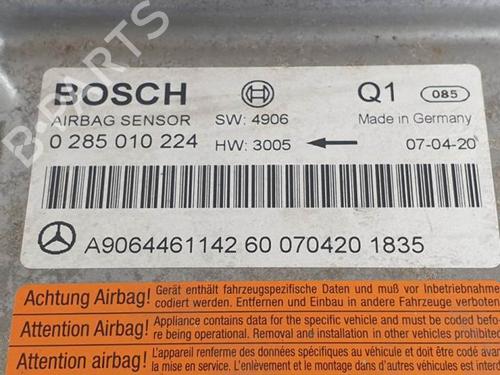 BOSCH
Q1 085
AIRBAG SENSOR SW: 4906 Made in Germany
0 285 010 224 HW: 3005 07-04-20
A9064461142 60 070420 1835
Achtung Airbag! Gerät enthält fahrzeugspezifische Daten und muß vor Inbetriebnahme
codiert werden. Entfernen und Einbau in andere Fahrzeuge verboten
Attention Airbag! Appliance contains data for the specific vehicle and must be coded before
being operational. Removal and installation in other vehicles prohibited
Attention airbag! L'appareil renferme des données spécifiques au véhicule et doit être codé avant
la mise en service. L'enlèvement et le montage dans d'autres véhicules est
B-PARTS